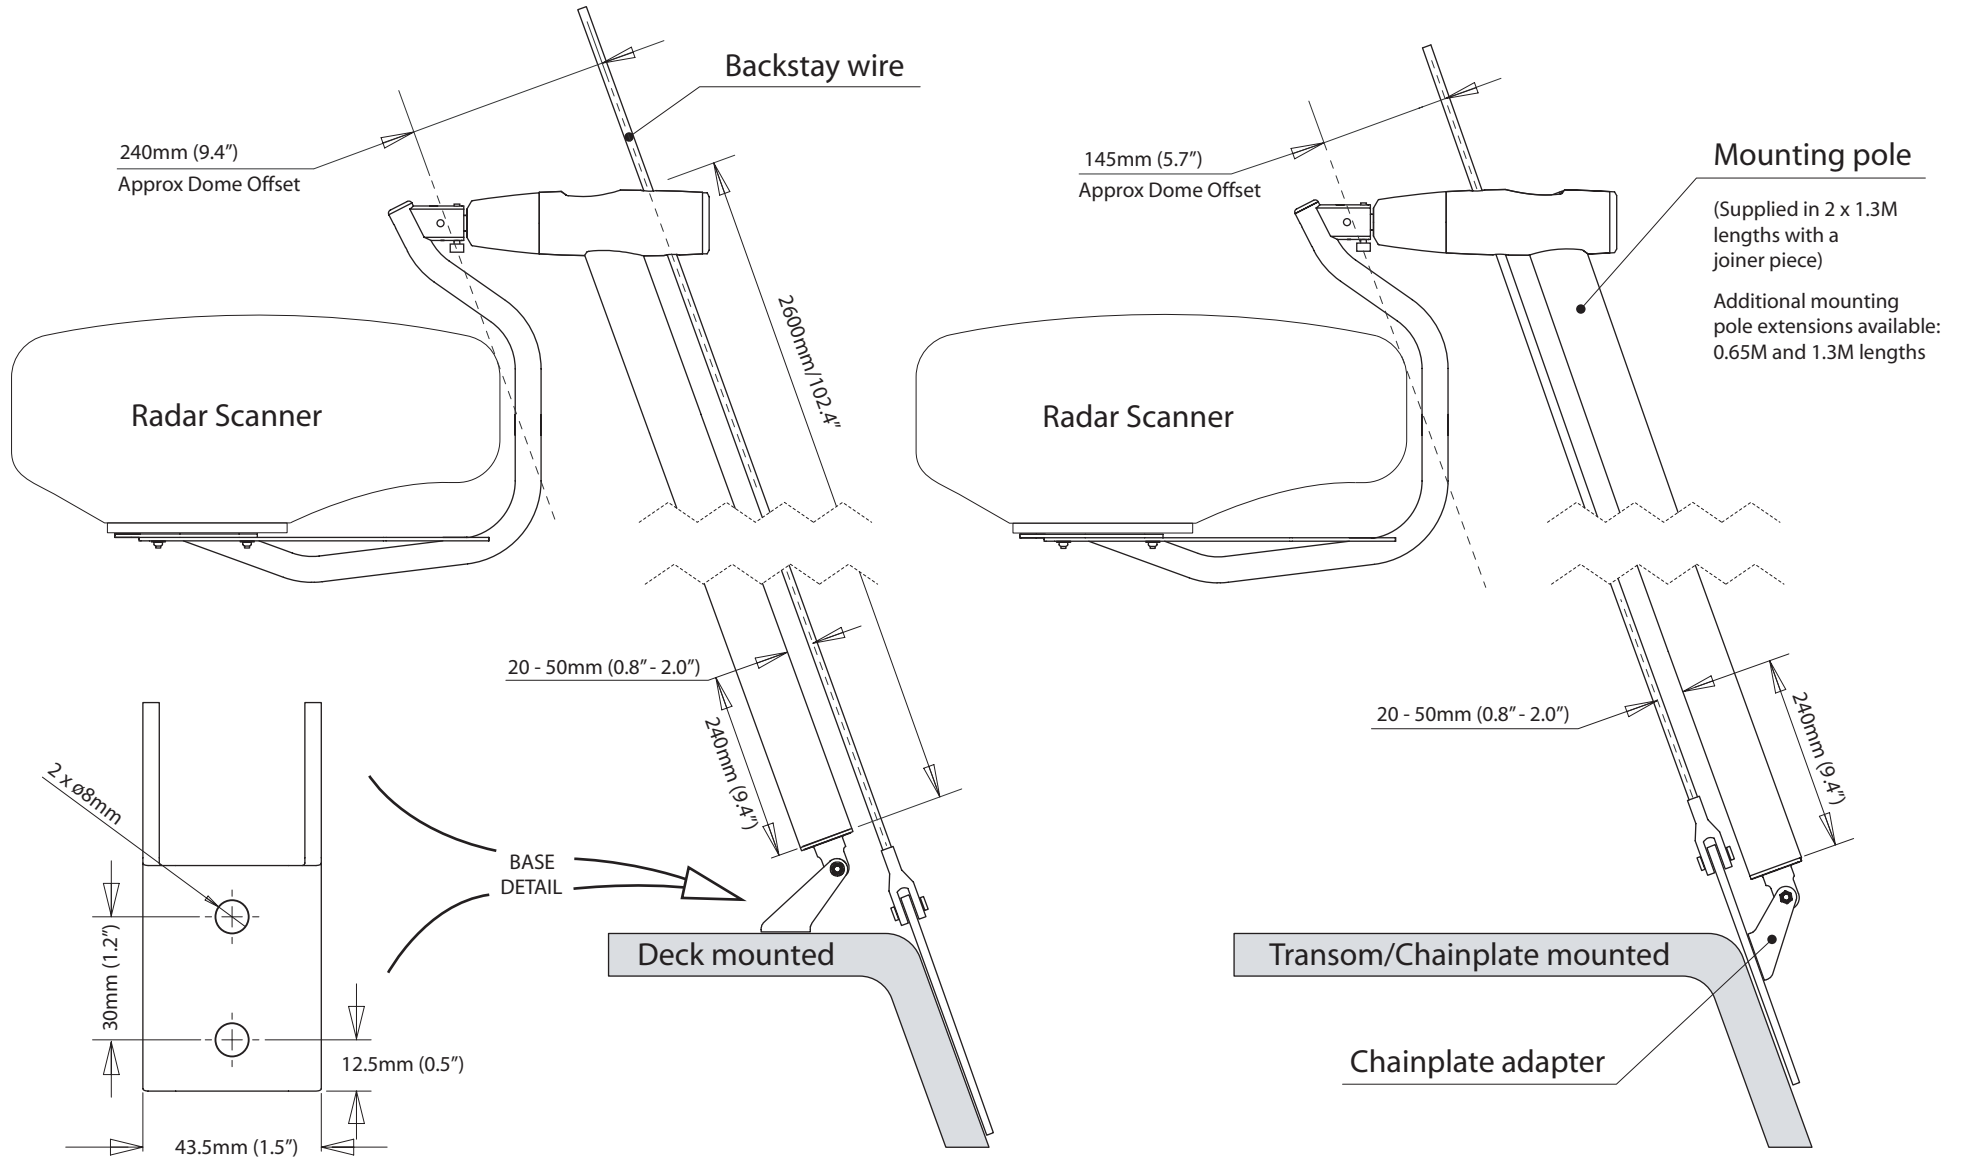 Backstay wire
240mm (9.4”)
Approx Dome Offset
2600mm/102.4”
Radar Scanner
145mm (5.7”)
Approx Dome Offset
Mounting pole
(Supplied in 2 x 1.3M
lengths with a
joiner piece)
Additional mounting
pole extensions available:
0.65M and 1.3M lengths
Radar Scanner
20 - 50mm (0.8” - 2.0”)
240mm (9.4”)
20 - 50mm (0.8” - 2.0”)
240mm (9.4”)
2 x ø8mm
BASE
DETAIL
30mm (1.2”)
12.5mm (0.5”)
43.5mm (1.5”)
Deck mounted
Transom/Chainplate mounted
Chainplate adapter